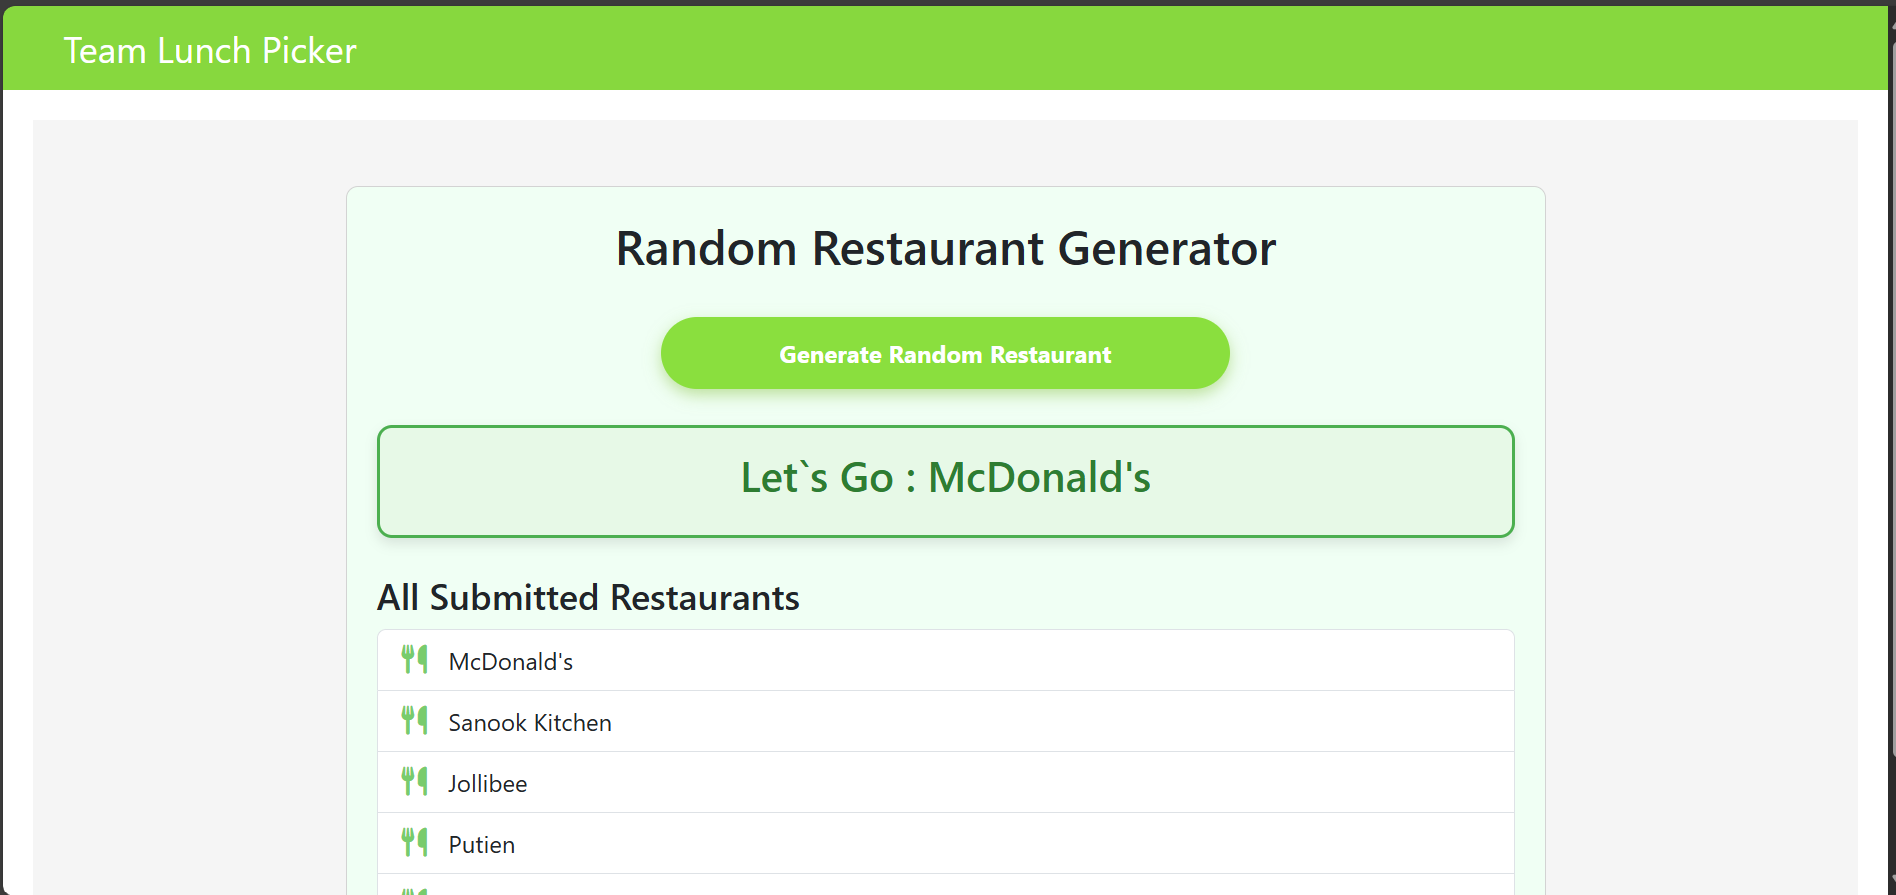 Team Lunch Picker
Random Restaurant Generator
Generate Random Restaurant
Let`s Go : McDonald's
All Submitted Restaurants
McDonald's
Sanook Kitchen
Jollibee
Putien